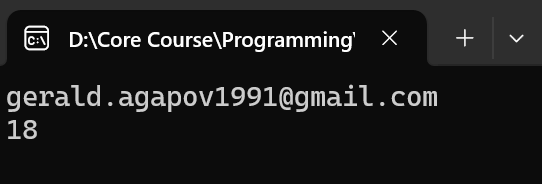 D:\Core Course\Programming\
gerald.agapov1991@gmail.com
18